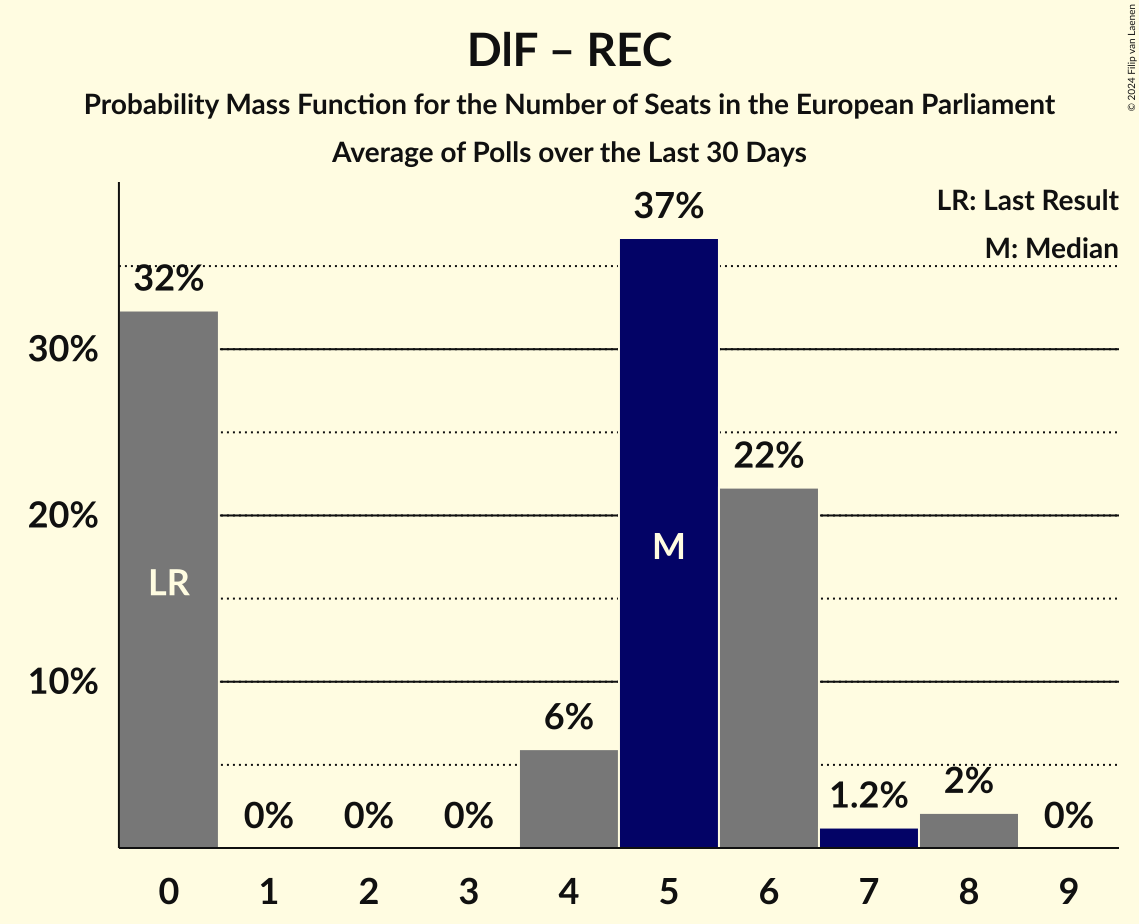 DlF – REC
Probability Mass Function for the Number of Seats in the European Parliament
Average of Polls over the Last 30 Days
© 2024 Filip van Laenen
LR: Last Result
M: Median
37%
32%
30%
22%
20%
M
LR
10%
6%
1.2%
2%
0%
0%
0%
0%
0 1 2 3 4 5 6 7 8 9